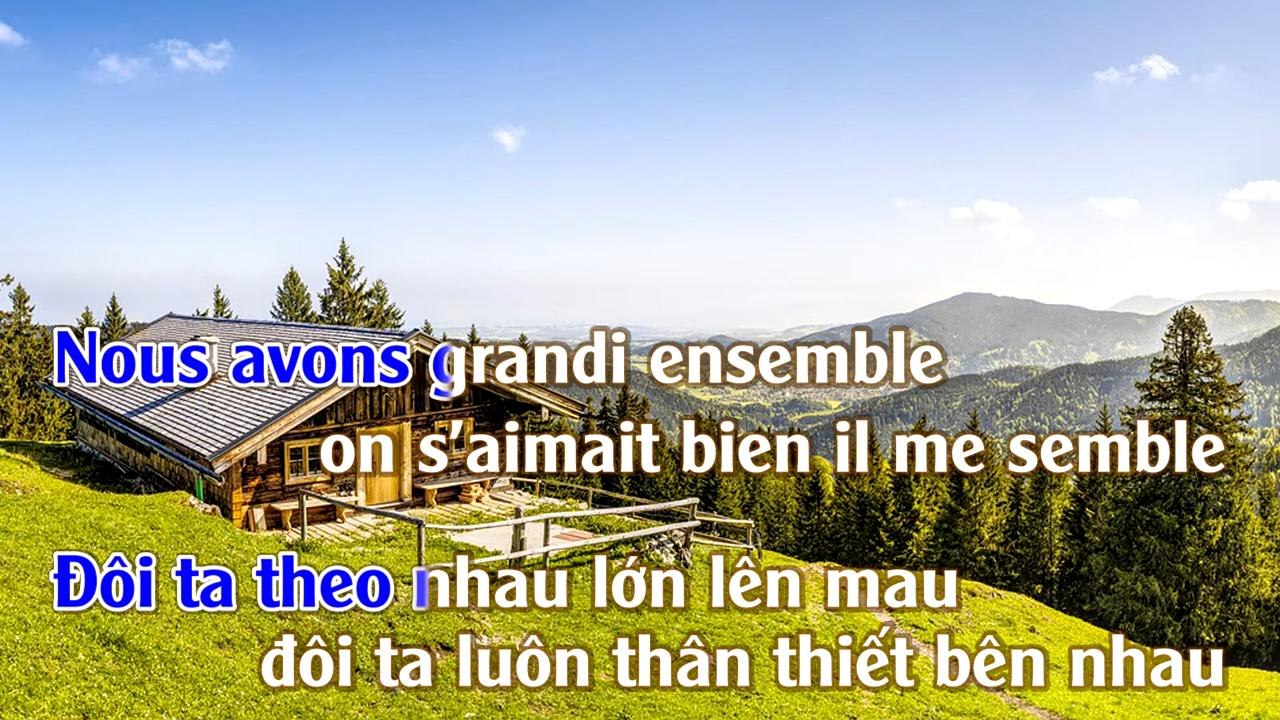 Nous avons grandi ensemble
on s’aimait bien il me semble
Đôi ta theo nhau lớn lên mau
đôi ta luôn thân thiết bên nhau